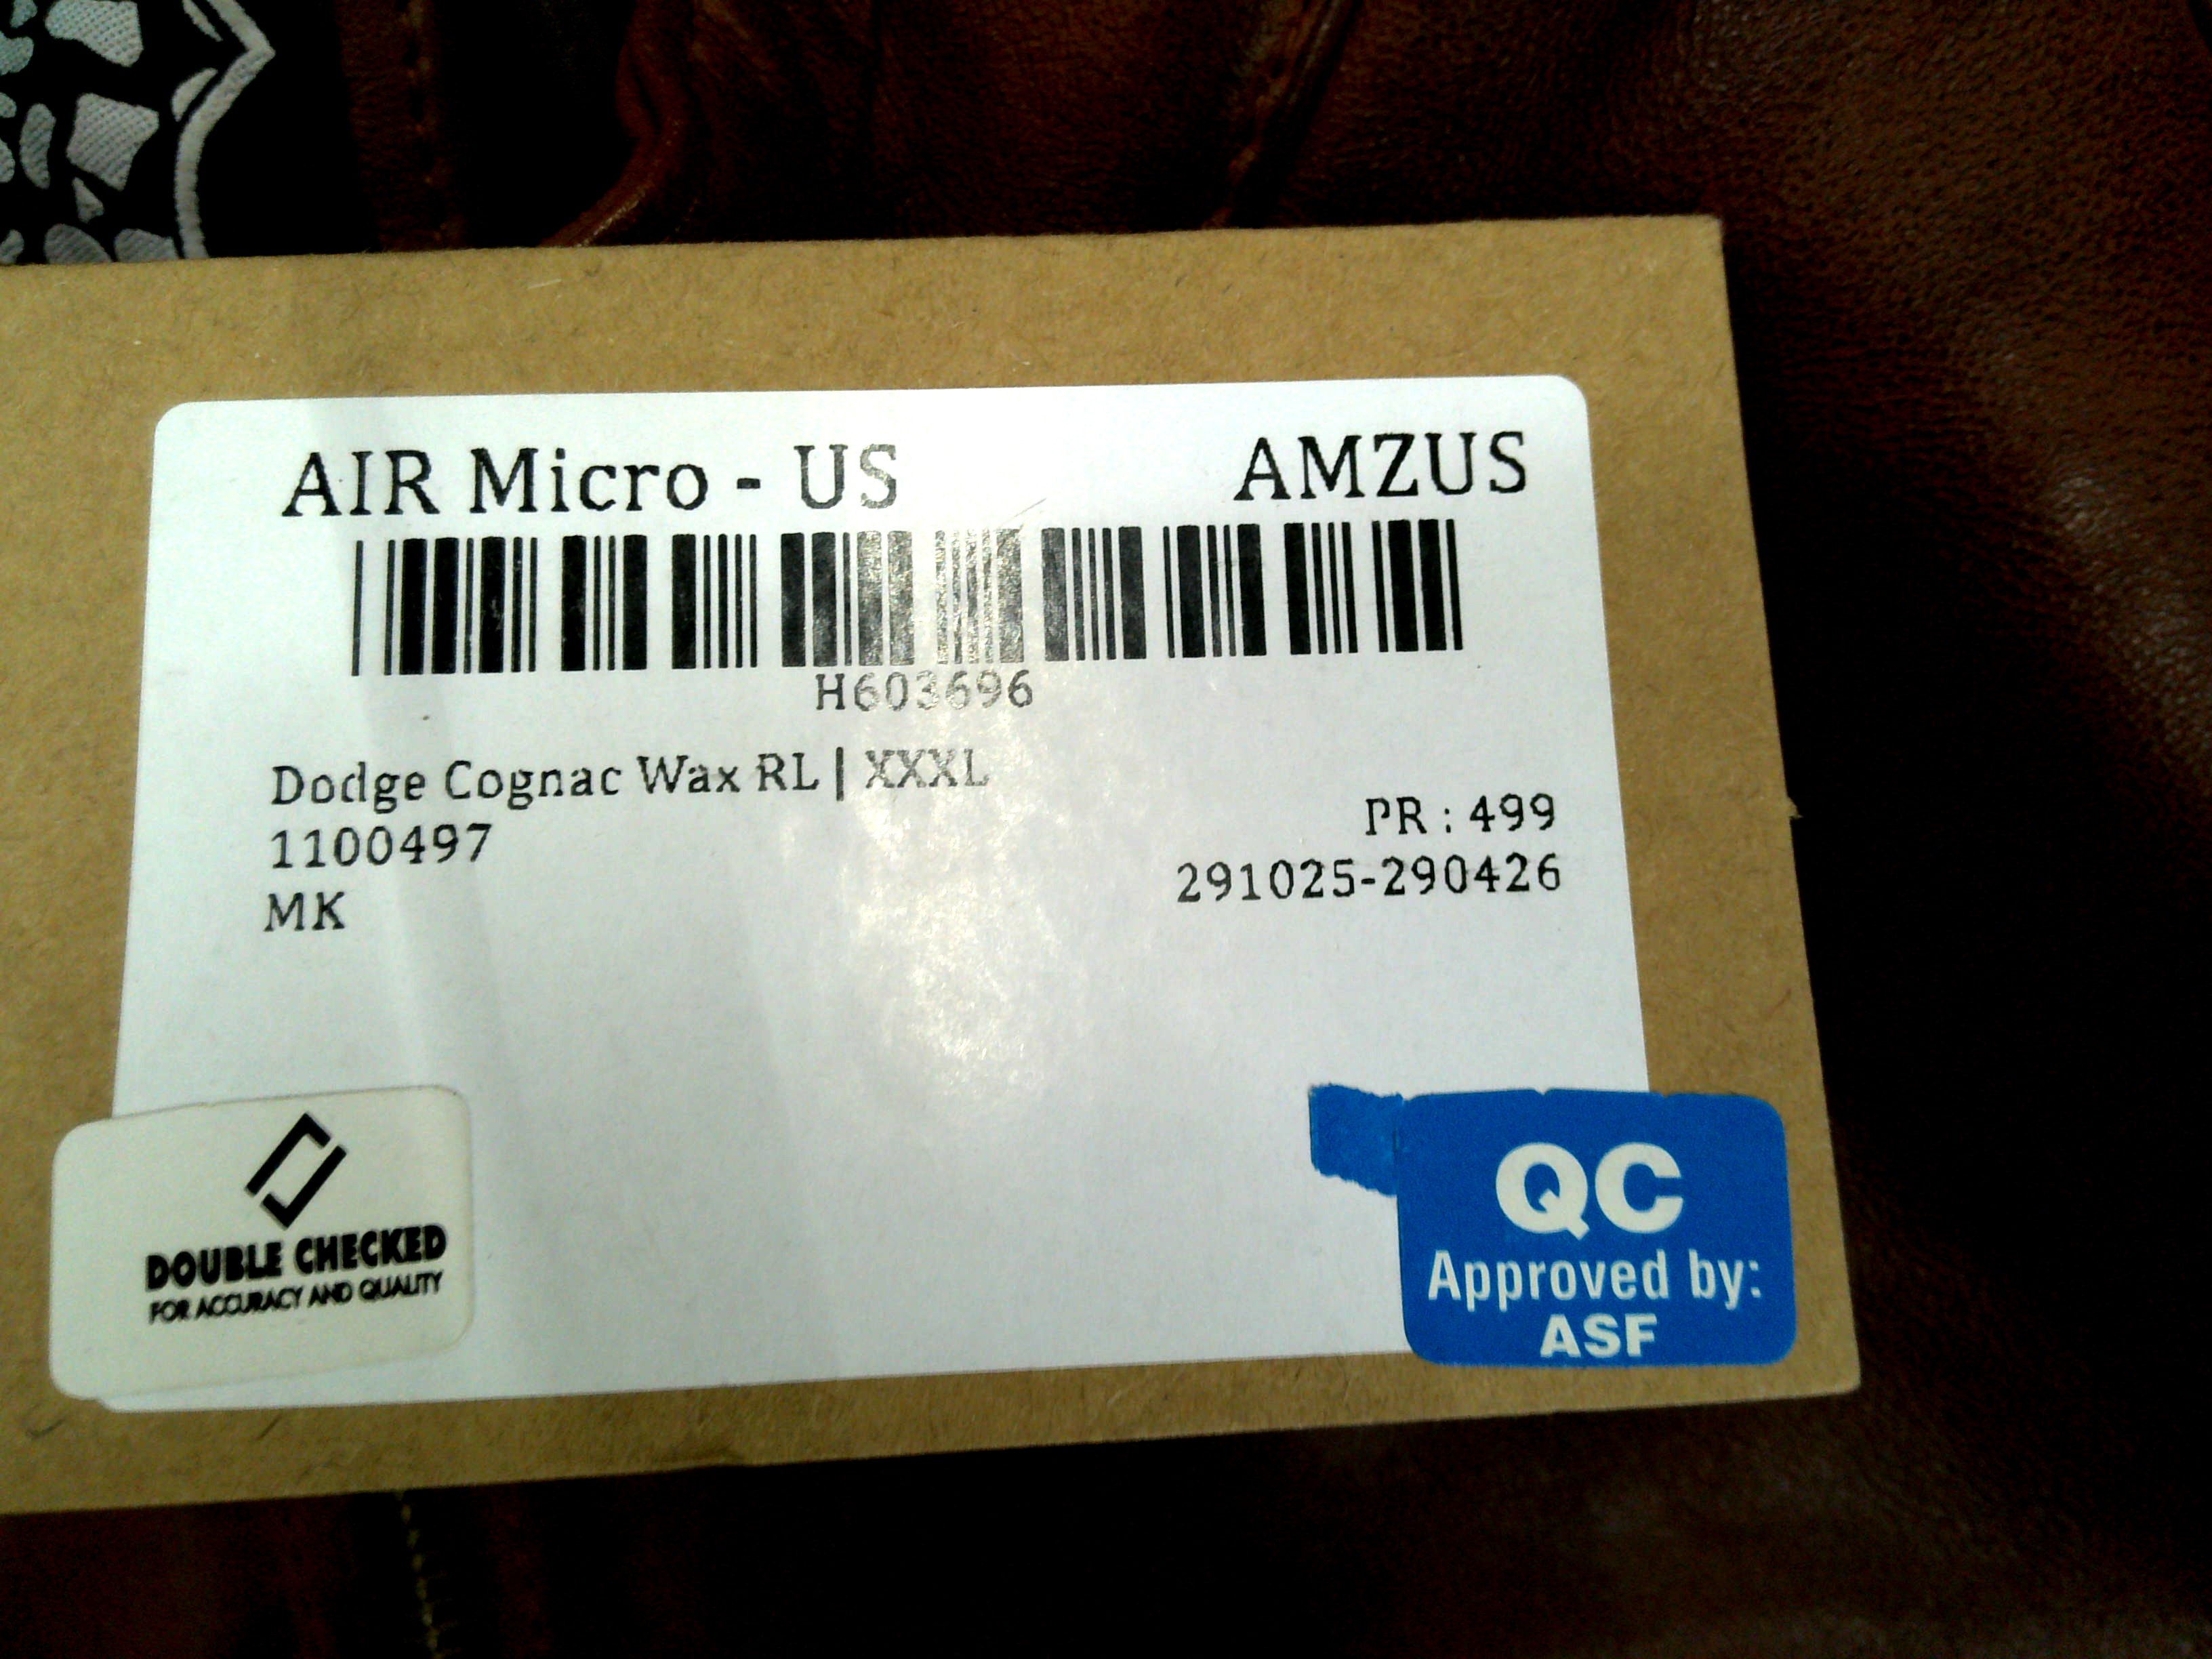 AIR Micro - US AMZUS
H603696
Dodge Cognac Wax RL | XXXL
1100497
PR : 499
MK
291025-290426
DOUBLE CHECKED
FOR ACCURACY AND QUALITY
QC
Approved by:
ASF